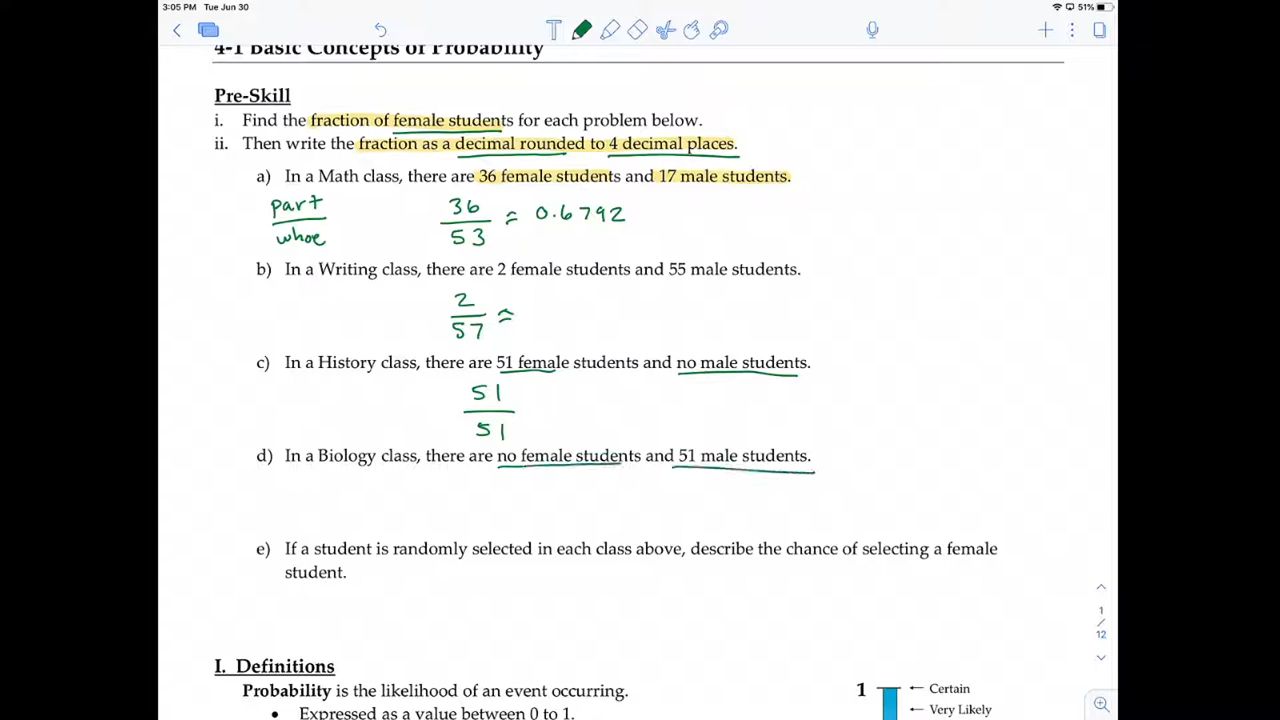 3:05 PM Tue Jun 30
51%
4-1 Basic Concepts of Probability
Pre-Skill
i. Find the fraction of female students for each problem below.
ii. Then write the fraction as a decimal rounded to 4 decimal places.
a) In a Math class, there are 36 female students and 17 male students.
part
whoe
36
53
≈ 0.6792
b) In a Writing class, there are 2 female students and 55 male students.
2
57
≈
c) In a History class, there are 51 female students and no male students.
51
51
d) In a Biology class, there are no female students and 51 male students.
e) If a student is randomly selected in each class above, describe the chance of selecting a female
student.
1
/
12
I. Definitions
Probability is the likelihood of an event occurring.
• Expressed as a value between 0 to 1.
1
← Certain
← Very Likely